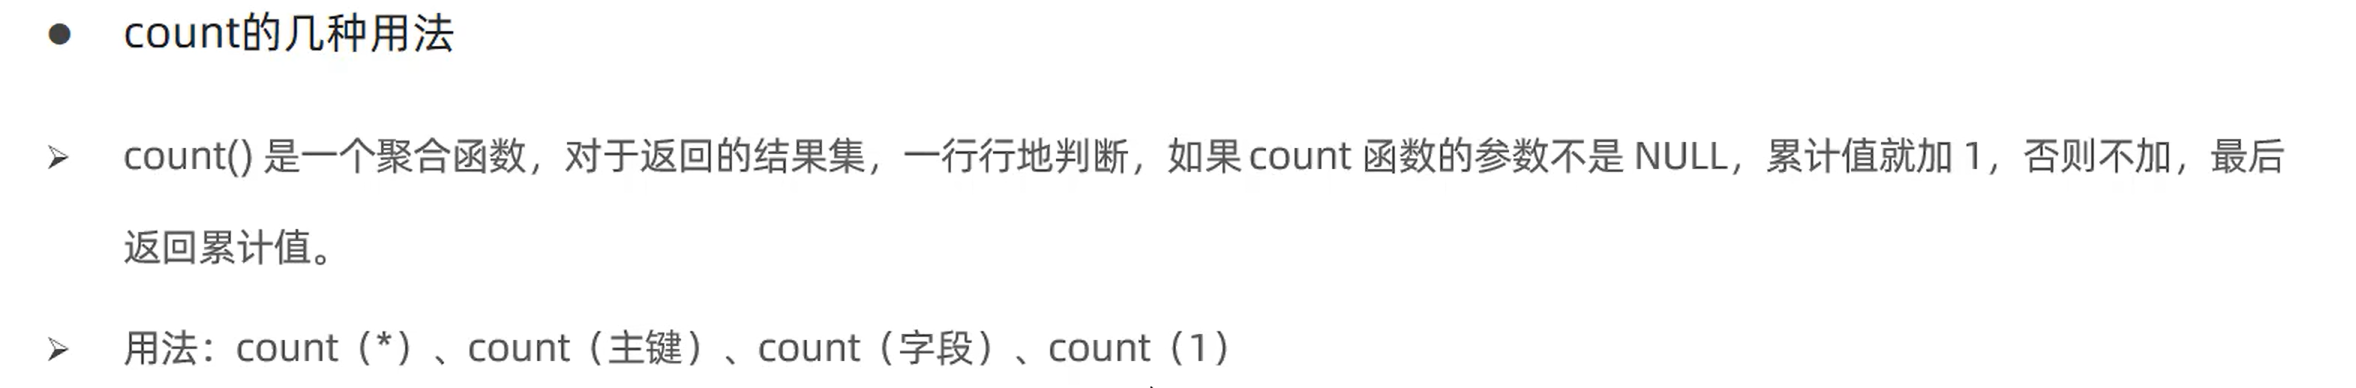 ● count的几种用法
➢ count() 是一个聚合函数，对于返回的结果集，一行行地判断，如果 count 函数的参数不是 NULL，累计值就加 1，否则不加，最后
返回累计值。
➢ 用法：count（*）、count（主键）、count（字段）、count（1）